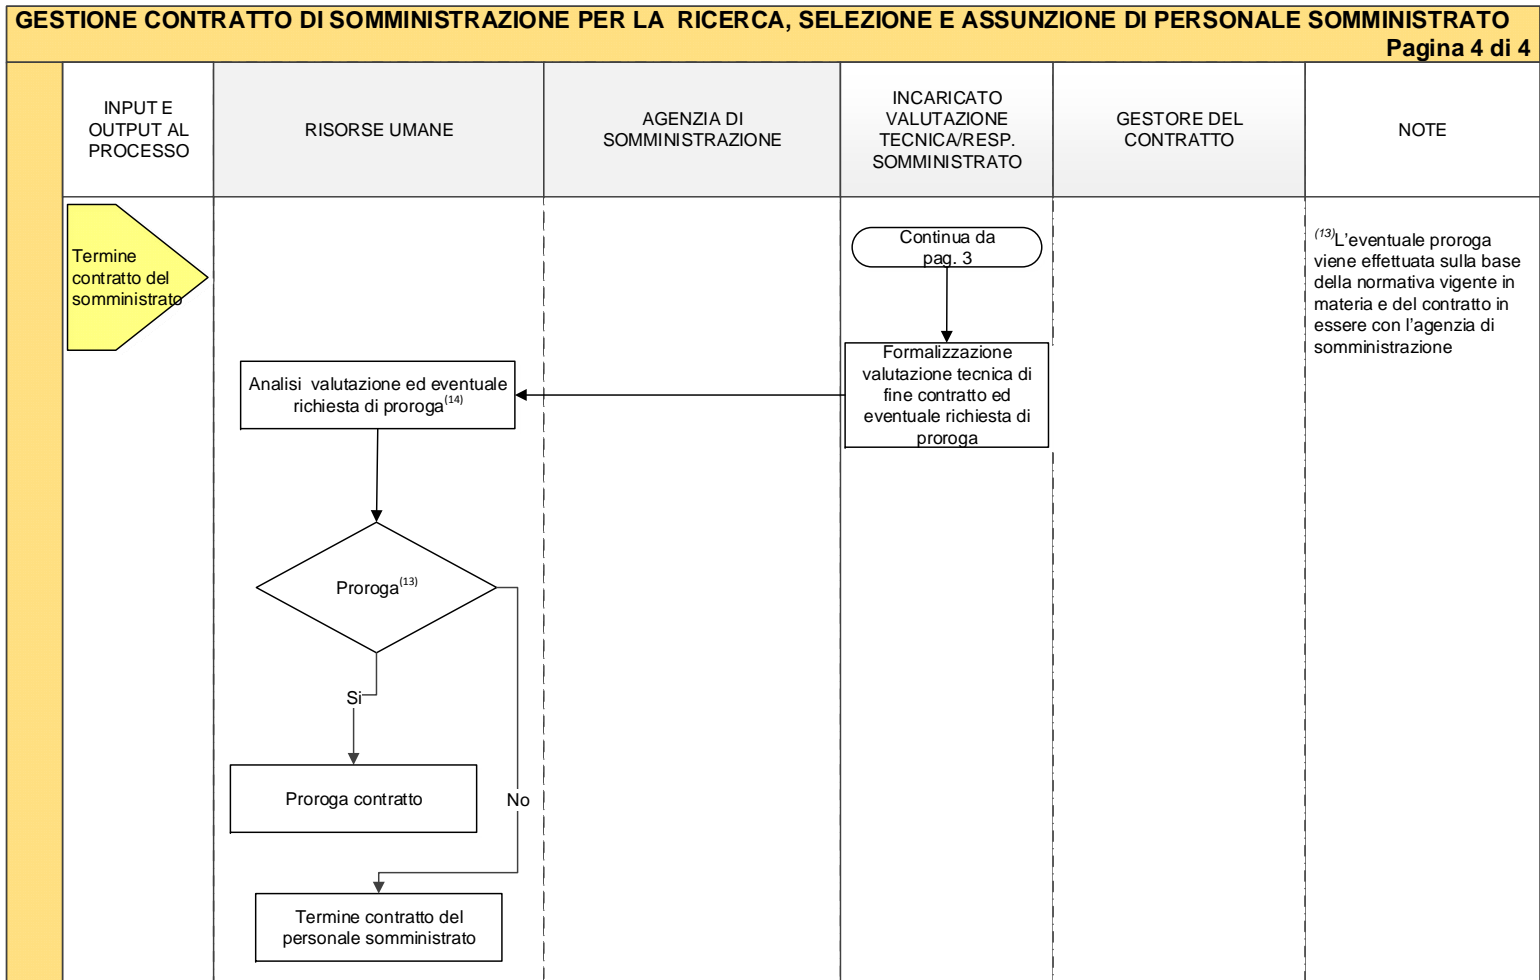 GESTIONE CONTRATTO DI SOMMINISTRAZIONE PER LA RICERCA, SELEZIONE E ASSUNZIONE DI PERSONALE SOMMINISTRATO
Pagina 4 di 4
INPUT E
OUTPUT AL
PROCESSO
RISORSE UMANE
AGENZIA DI
SOMMINISTRAZIONE
INCARICATO
VALUTAZIONE
TECNICA/RESP.
SOMMINISTRATO
GESTORE DEL
CONTRATTO
NOTE
Termine
contratto del
somministrato
Continua da
pag. 3
(13)L'eventuale proroga
viene effettuata sulla base
della normativa vigente in
materia e del contratto in
essere con l'agenzia di
somministrazione
Formalizzazione
valutazione tecnica di
fine contratto ed
eventuale richiesta di
proroga
Analisi valutazione ed eventuale
richiesta di proroga(14)
Proroga(13)
Si
Proroga contratto
No
Termine contratto del
personale somministrato